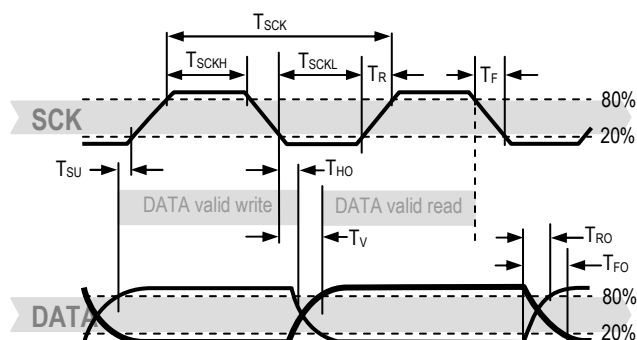 TSCK
TSCKH
TSCKL
TR
TF
80%
SCK
20%
TSU
THO
DATA valid write
DATA valid read
TV
TRO
TFO
80%
DATA
20%